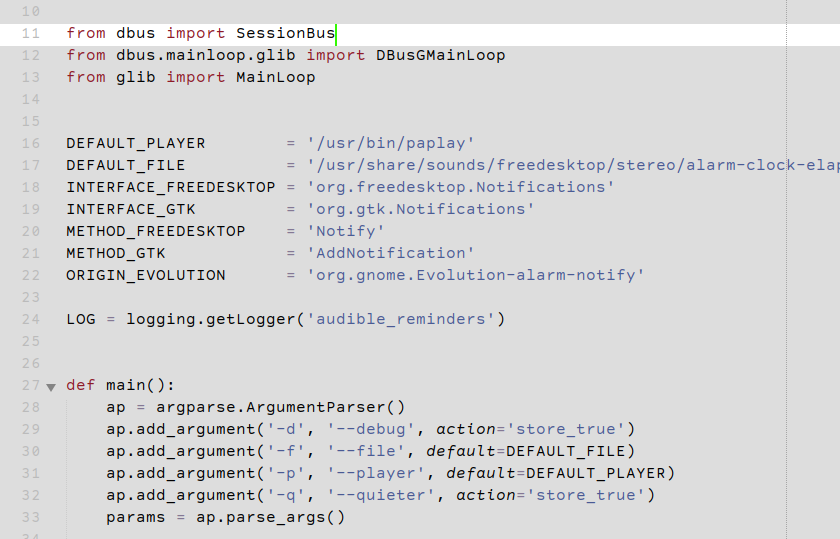 10
11 from dbus import SessionBus
12 from dbus.mainloop.glib import DBusGMainLoop
13 from glib import MainLoop
14
15
16 DEFAULT_PLAYER        = '/usr/bin/paplay'
17 DEFAULT_FILE          = '/usr/share/sounds/freedesktop/stereo/alarm-clock-elap
18 INTERFACE_FREEDESKTOP = 'org.freedesktop.Notifications'
19 INTERFACE_GTK         = 'org.gtk.Notifications'
20 METHOD_FREEDESKTOP    = 'Notify'
21 METHOD_GTK            = 'AddNotification'
22 ORIGIN_EVOLUTION      = 'org.gnome.Evolution-alarm-notify'
23
24 LOG = logging.getLogger('audible_reminders')
25
26
27 def main():
28     ap = argparse.ArgumentParser()
29     ap.add_argument('-d', '--debug', action='store_true')
30     ap.add_argument('-f', '--file', default=DEFAULT_FILE)
31     ap.add_argument('-p', '--player', default=DEFAULT_PLAYER)
32     ap.add_argument('-q', '--quieter', action='store_true')
33     params = ap.parse_args()